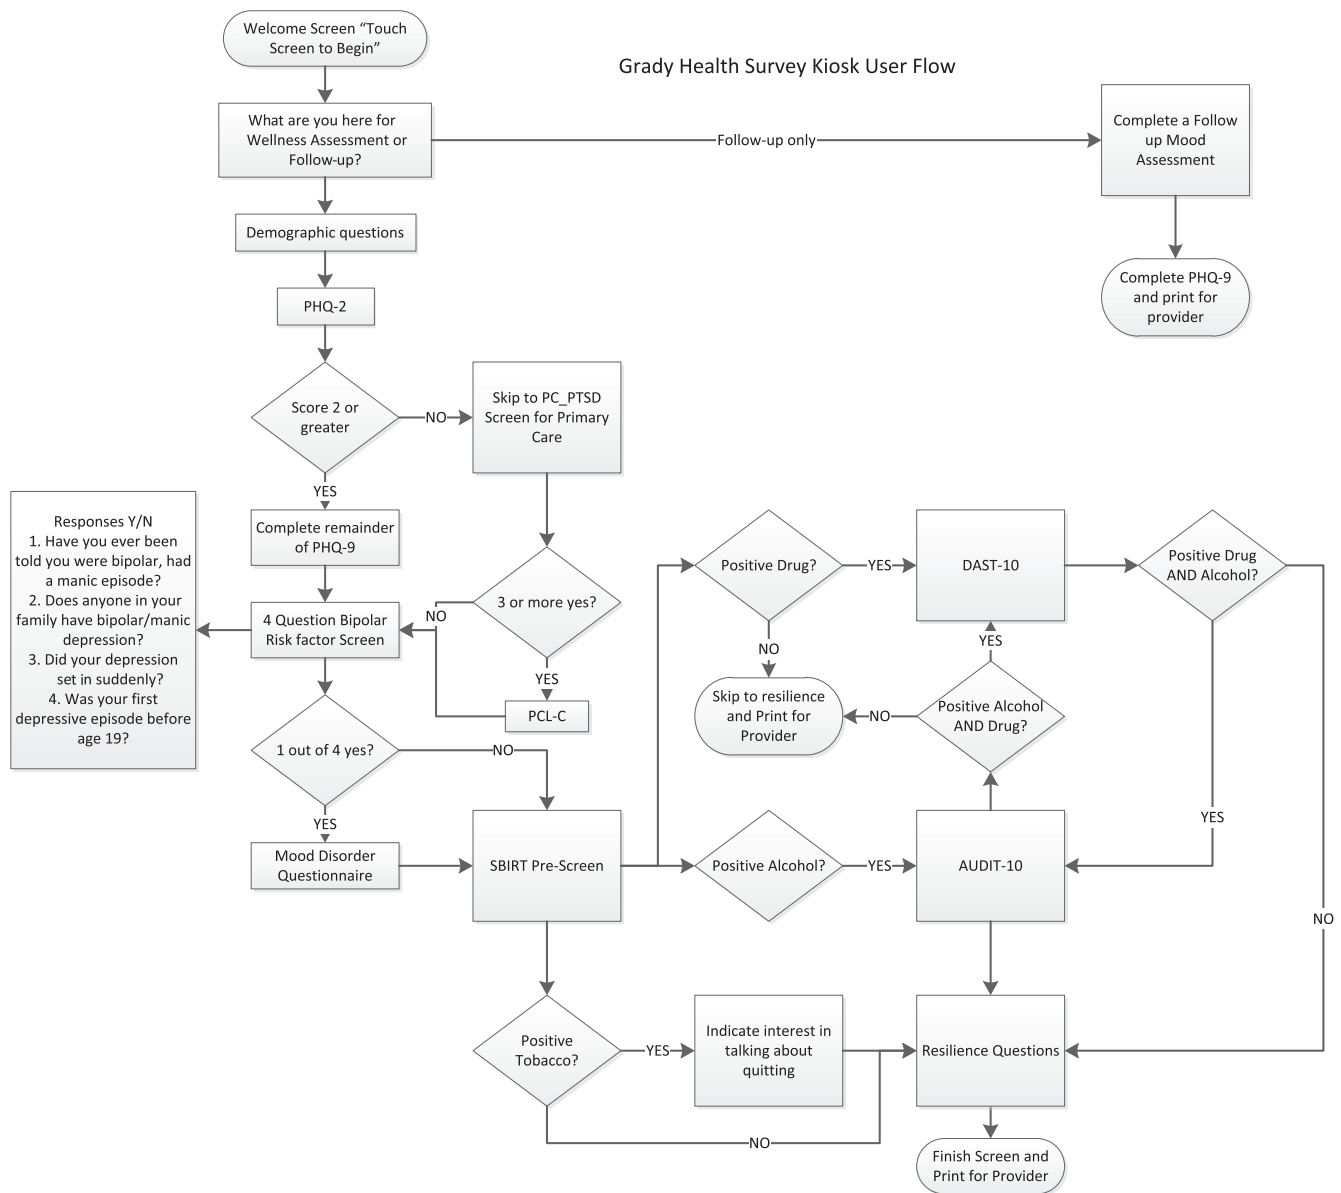 Welcome Screen “Touch
Screen to Begin”
Grady Health Survey Kiosk User Flow
What are you here for
Wellness Assessment or
Follow-up?
Follow-up only
Complete a Follow
up Mood
Assessment
Demographic questions
Complete PHQ-9
and print for
provider
PHQ-2
Score 2 or
greater
NO
Skip to PC_PTSD
Screen for Primary
Care
YES
Complete remainder
of PHQ-9
Responses Y/N
1. Have you ever been
told you were bipolar, had
a manic episode?
2. Does anyone in your
family have bipolar/manic
depression?
3. Did your depression
set in suddenly?
4. Was your first
depressive episode before
age 19?
4 Question Bipolar
Risk factor Screen
NO
3 or more yes?
YES
PCL-C
Positive Drug?
YES
DAST-10
Positive Drug
AND Alcohol?
NO
YES
Skip to resilience
and Print for
Provider
NO
Positive Alcohol
AND Drug?
1 out of 4 yes?
NO
YES
Mood Disorder
Questionnaire
SBIRT Pre-Screen
Positive Alcohol?
YES
AUDIT-10
YES
NO
Positive
Tobacco?
YES
Indicate interest in
talking about
quitting
Resilience Questions
NO
Finish Screen and
Print for Provider